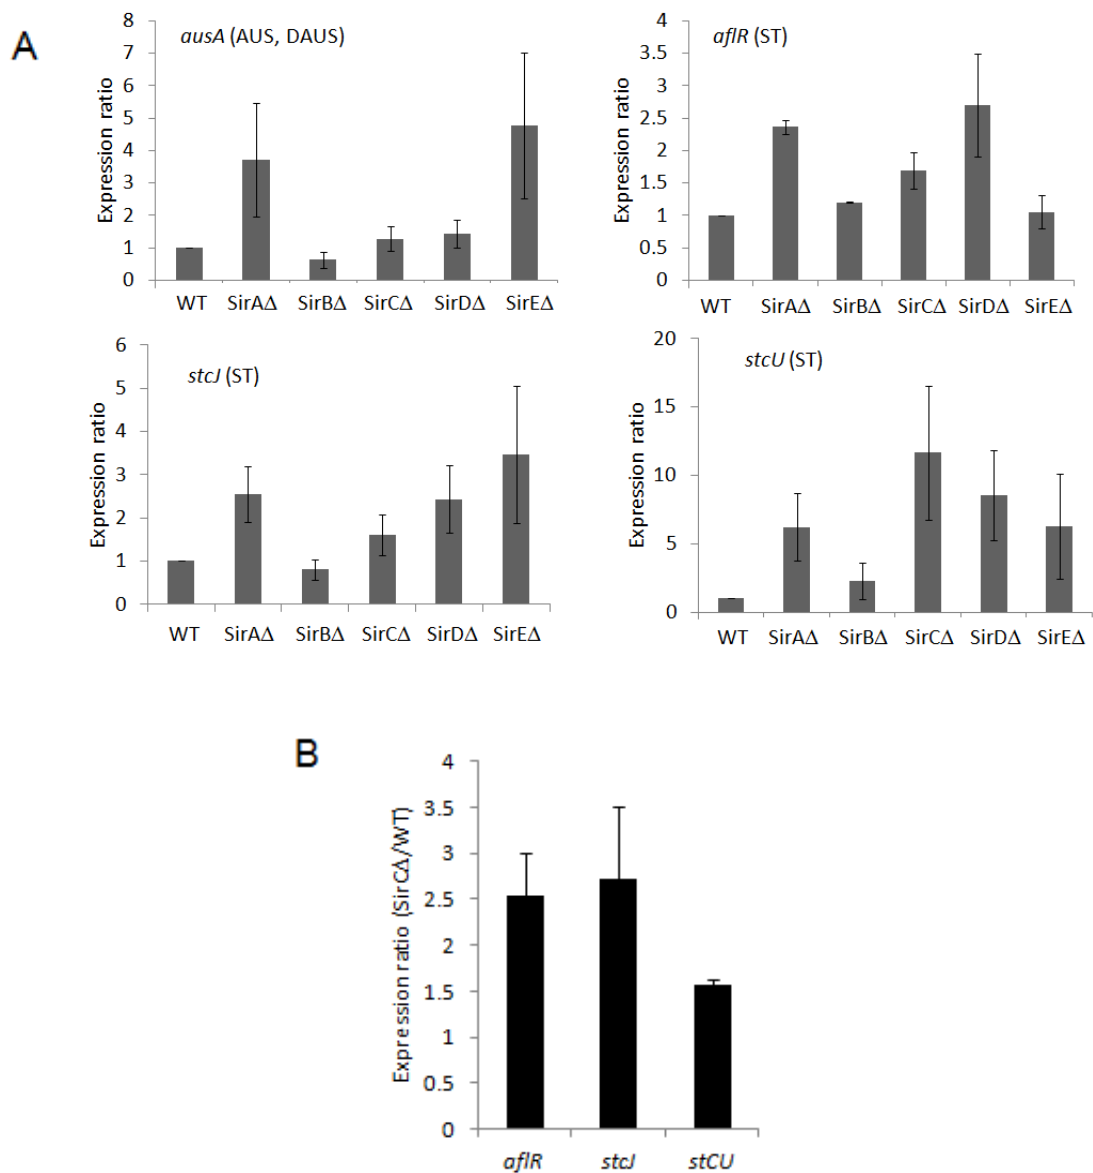 A
ausA (AUS, DAUS)
Expression ratio
8
7
6
5
4
3
2
1
0
WT SirAΔ SirBΔ SirCΔ SirDΔ SirEΔ
aflR (ST)
Expression ratio
4
3.5
3
2.5
2
1.5
1
0.5
0
WT SirAΔ SirBΔ SirCΔ SirDΔ SirEΔ
stcJ (ST)
Expression ratio
6
5
4
3
2
1
0
WT SirAΔ SirBΔ SirCΔ SirDΔ SirEΔ
stcU (ST)
Expression ratio
20
15
10
5
0
WT SirAΔ SirBΔ SirCΔ SirDΔ SirEΔ
B
Expression ratio (SirCΔ/WT)
4
3.5
3
2.5
2
1.5
1
0.5
0
aflR stcJ stCU